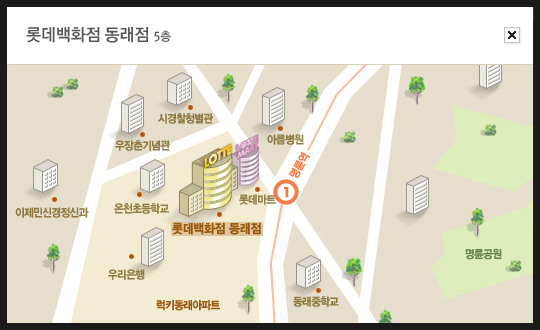 롯데백화점 동래점 5층
시경찰청별관
우장춘기념관
아름병원
LOTTE
LOTTE MART
명륜역
1
이제민신경정신과
온천초등학교
롯데마트
롯데백화점 동래점
우리은행
명륜공원
럭키동래아파트
동래중학교